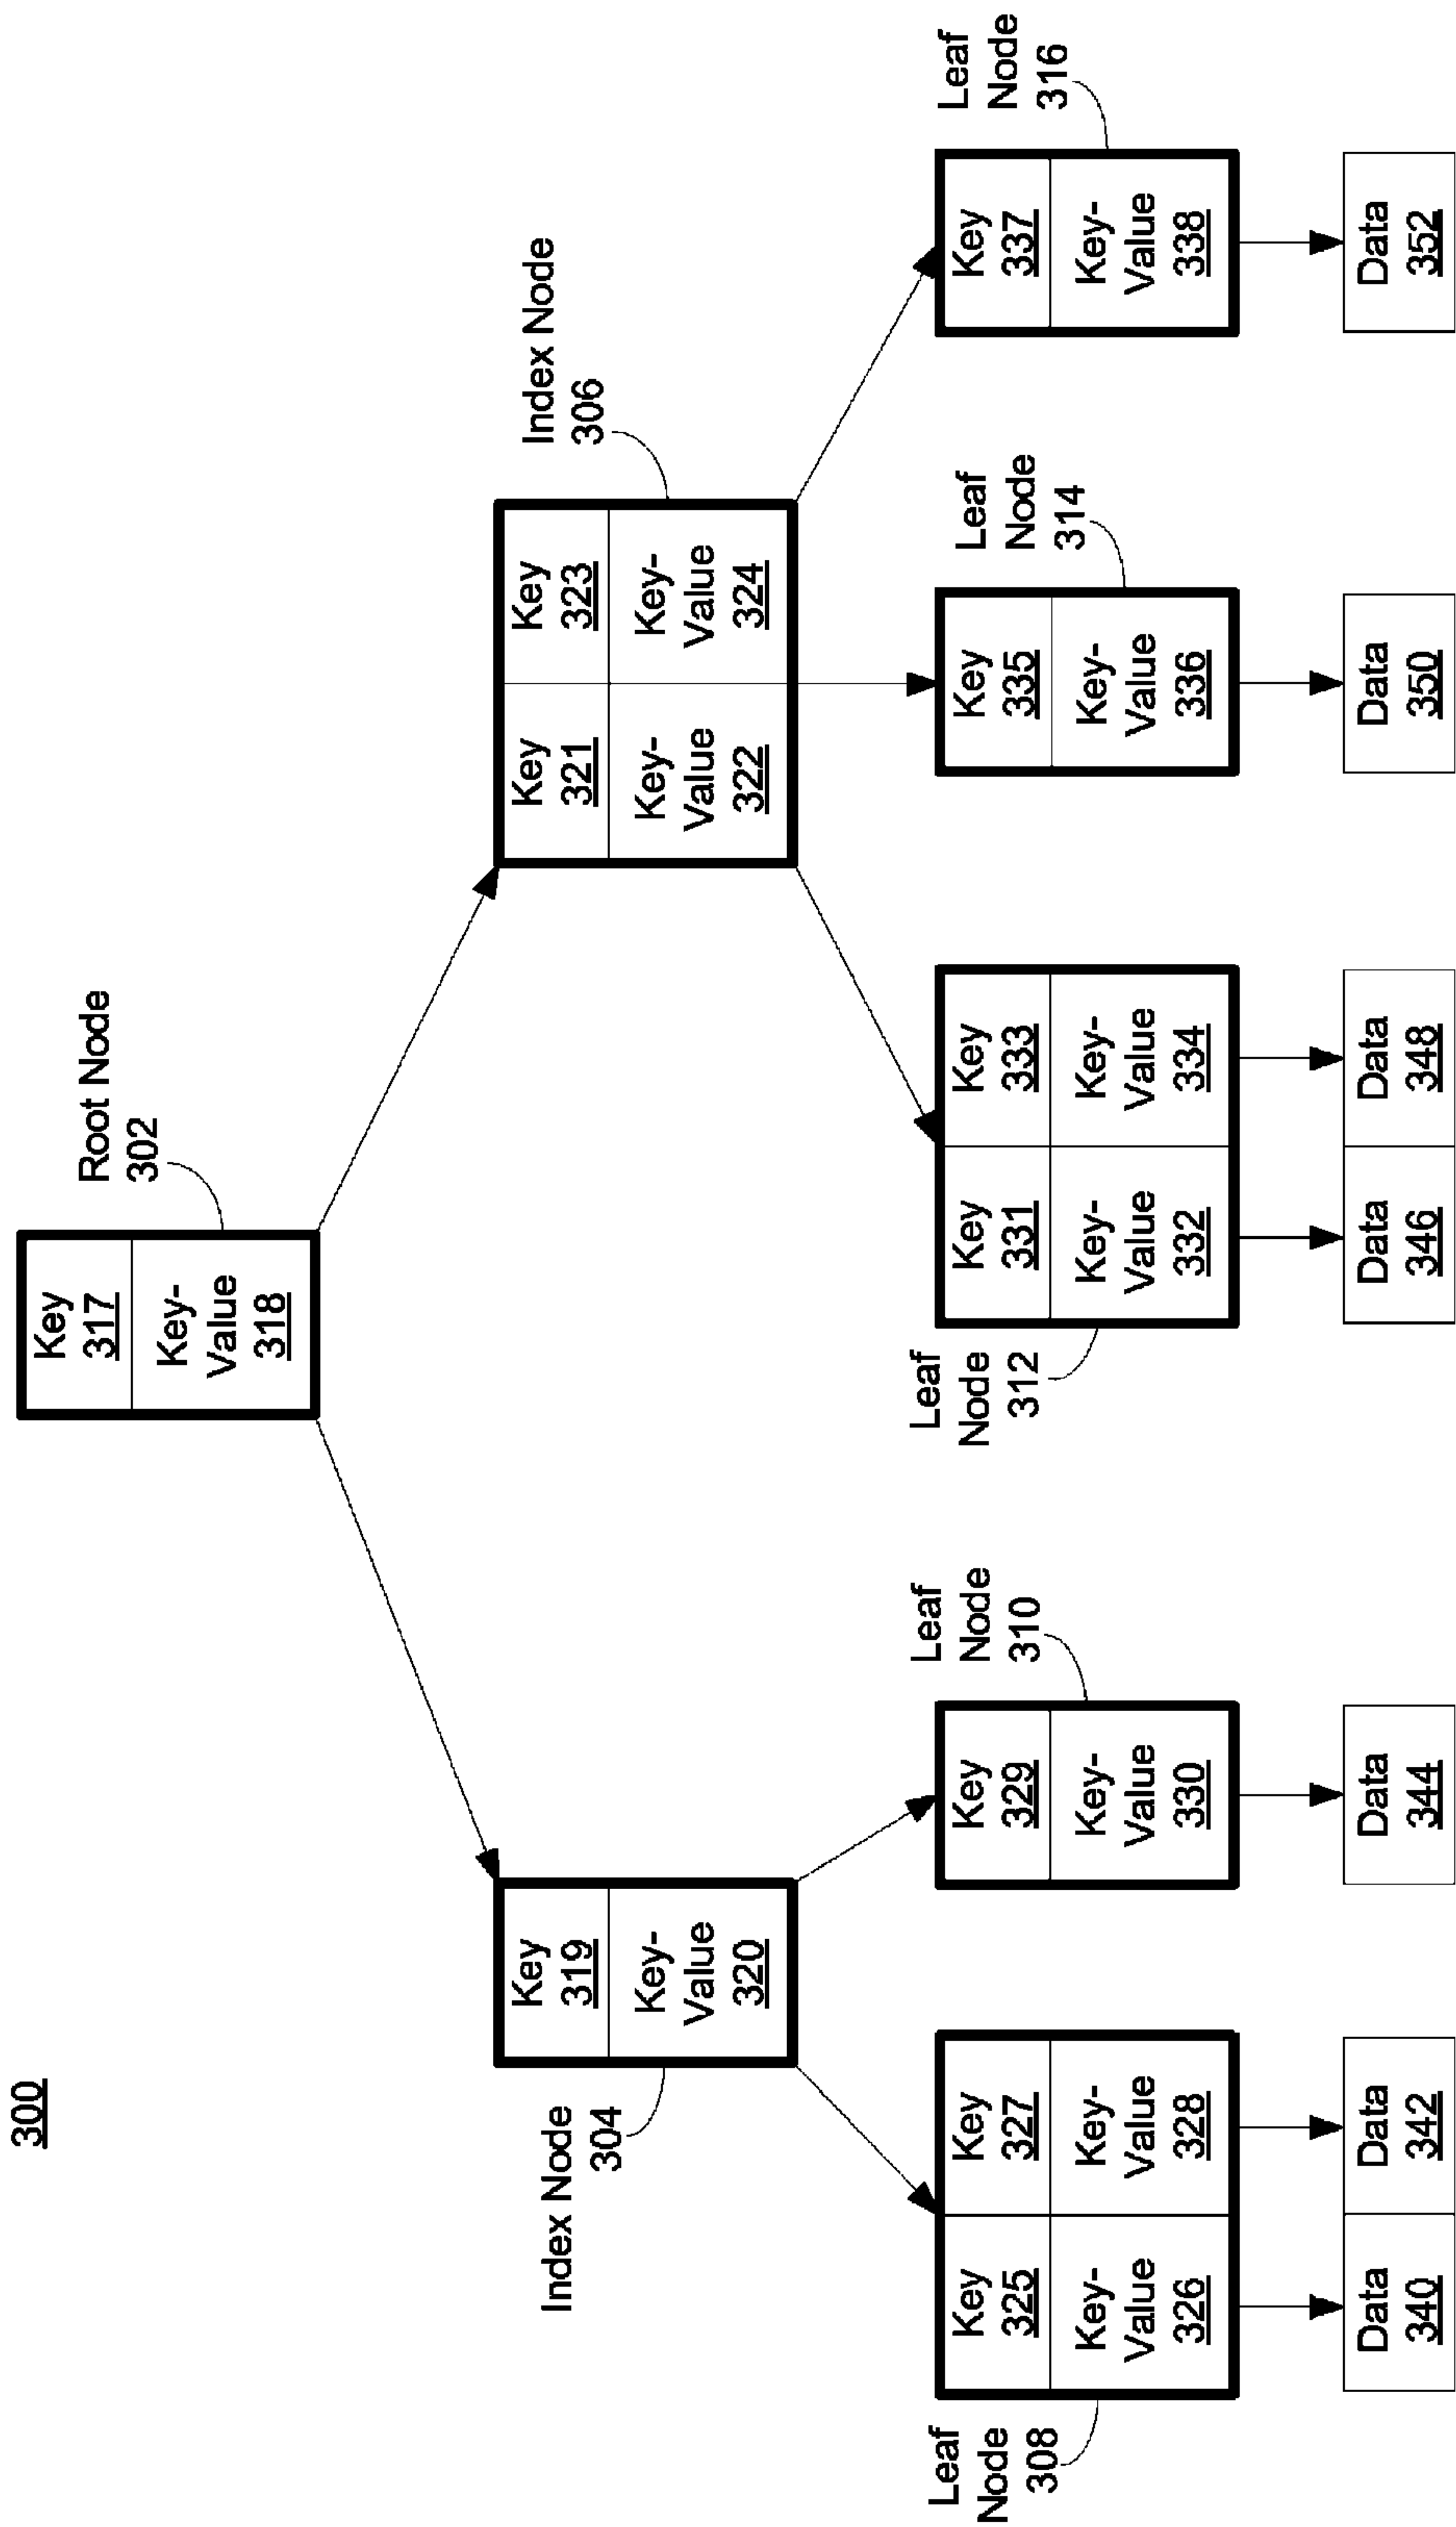 300
Root Node
302
Key
317
Key-
Value
318
Index Node
304
Key
319
Key-
Value
320
Index Node
306
Key
321
Key-
Value
322
Key
323
Key-
Value
324
Leaf
Node
308
Key
325
Key-
Value
326
Key
327
Key-
Value
328
Leaf
Node
310
Key
329
Key-
Value
330
Leaf
Node
312
Key
331
Key-
Value
332
Key
333
Key-
Value
334
Leaf
Node
314
Key
335
Key-
Value
336
Leaf
Node
316
Key
337
Key-
Value
338
Data
340
Data
342
Data
344
Data
346
Data
348
Data
350
Data
352